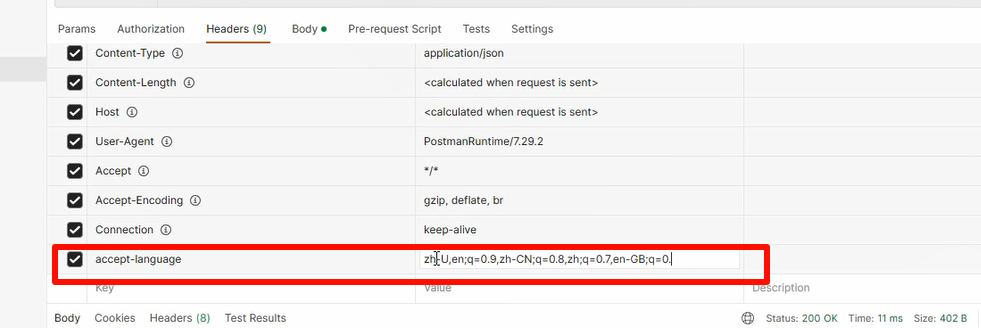 Params Authorization Headers (9) Body Pre-request Script Tests Settings
Content-Type application/json
Content-Length <calculated when request is sent>
Host <calculated when request is sent>
User-Agent PostmanRuntime/7.29.2
Accept */*
Accept-Encoding gzip, deflate, br
Connection keep-alive
accept-language zh-U,en;q=0.9,zh-CN;q=0.8,zh;q=0.7,en-GB;q=0.
Key Value Description
Body Cookies Headers (8) Test Results Status: 200 OK Time: 11 ms Size: 402 B